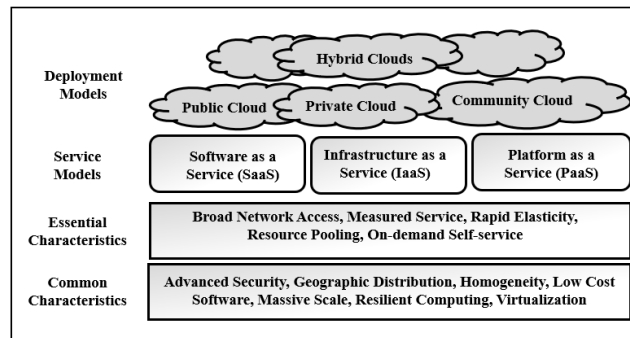 Deployment
Models
Hybrid Clouds
Public Cloud
Private Cloud
Community Cloud
Service
Models
Software as a
Service (SaaS)
Infrastructure as a
Service (IaaS)
Platform as a
Service (PaaS)
Essential
Characteristics
Broad Network Access, Measured Service, Rapid Elasticity,
Resource Pooling, On-demand Self-service
Common
Characteristics
Advanced Security, Geographic Distribution, Homogeneity, Low Cost
Software, Massive Scale, Resilient Computing, Virtualization